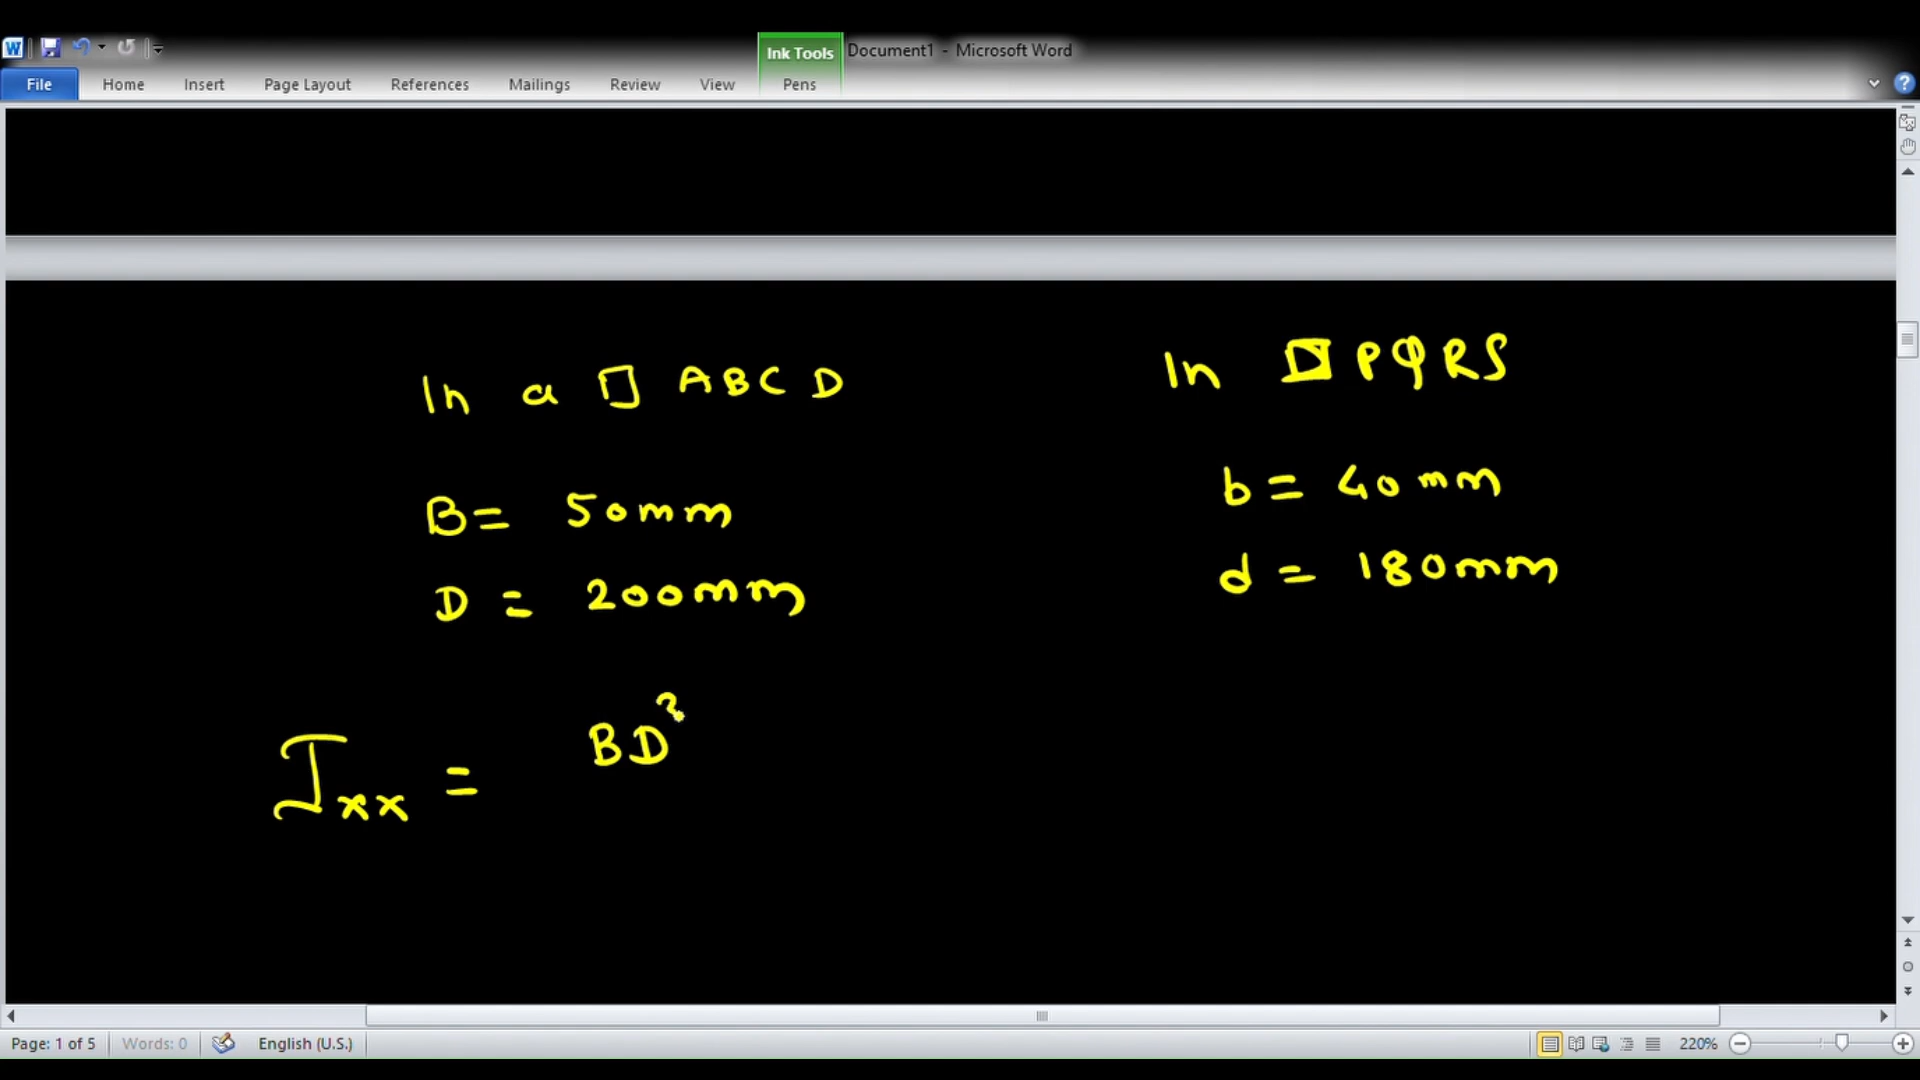 Document1 - Microsoft Word
Ink Tools
File Home Insert Page Layout References Mailings Review View Pens
In a □ ABCD
B = 50mm
D = 200mm
In □ PQRS
b = 40mm
d = 180mm
Ixx = BD³
Page: 1 of 5 Words: 0 English (U.S.) 220%